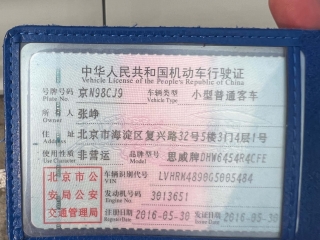 中华人民共和国机动车行驶证
Vehicle License of the People's Republic of China
号牌号码 京N98CJ9 车辆类型 小型普通客车
Plate No. Vehicle Type
所有人 张峥
Owner
住址 北京市海淀区复兴路32号5楼3门4层1号
Address
使用性质 非营运 品牌型号 思威牌DHW6454R4CFE
Use Character Model
北京市公安局公安交通管理局 车辆识别代号 LVHRM4890G5005484
VIN
发动机号码 3013651
Engine No.
注册日期 2016-05-30 发证日期 2016-05-30
Register Date Issue Date